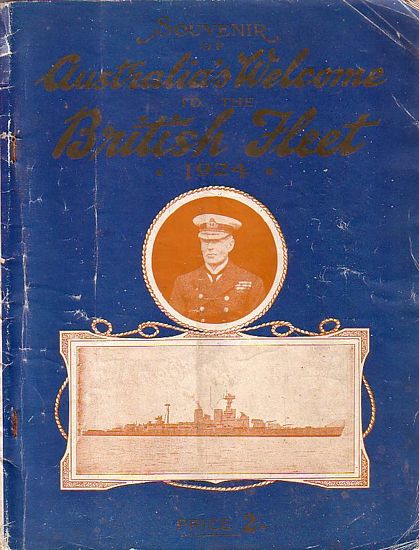 SOUVENIR
OF
Australia's Welcome
TO THE
British Fleet
• 1924 •
PRICE 2/-